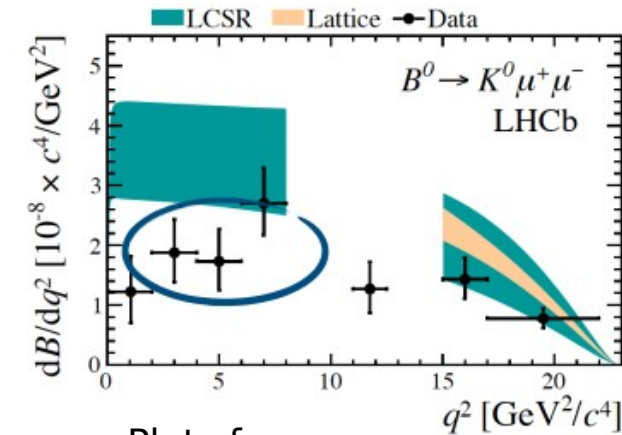 LCSR Lattice Data
dB/dq² [10⁻⁸ × c⁴/GeV²]
5
4
3
2
1
0
B⁰ → K⁰μ⁺μ⁻
LHCb
0 5 10 15 20
q² [GeV²/c⁴]